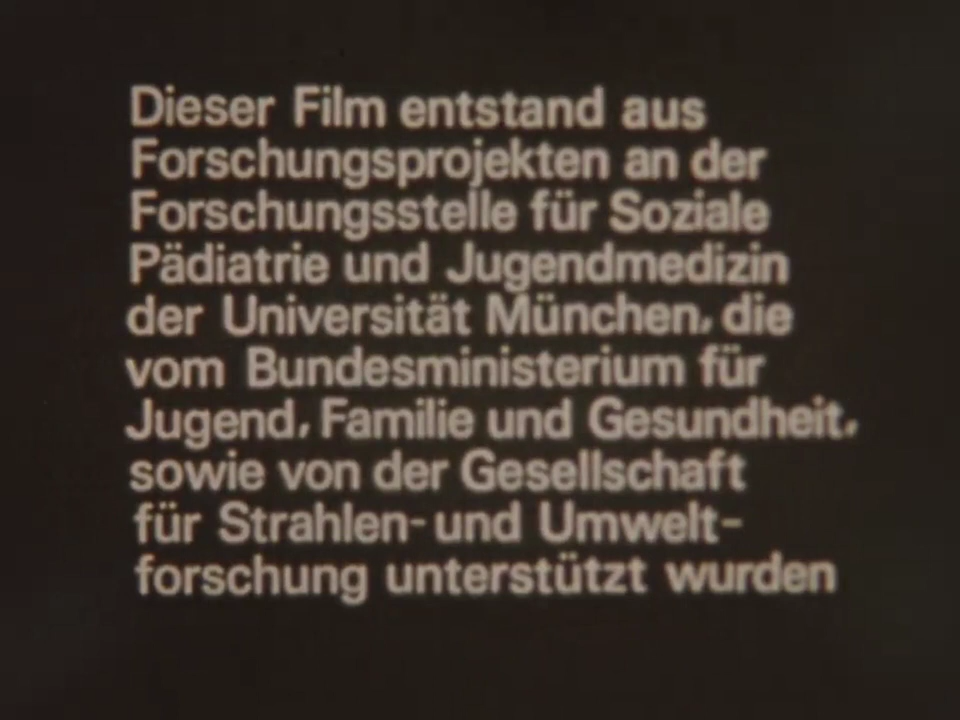 Dieser Film entstand aus
Forschungsprojekten an der
Forschungsstelle für Soziale
Pädiatrie und Jugendmedizin
der Universität München, die
vom Bundesministerium für
Jugend, Familie und Gesundheit,
sowie von der Gesellschaft
für Strahlen- und Umwelt-
forschung unterstützt wurden